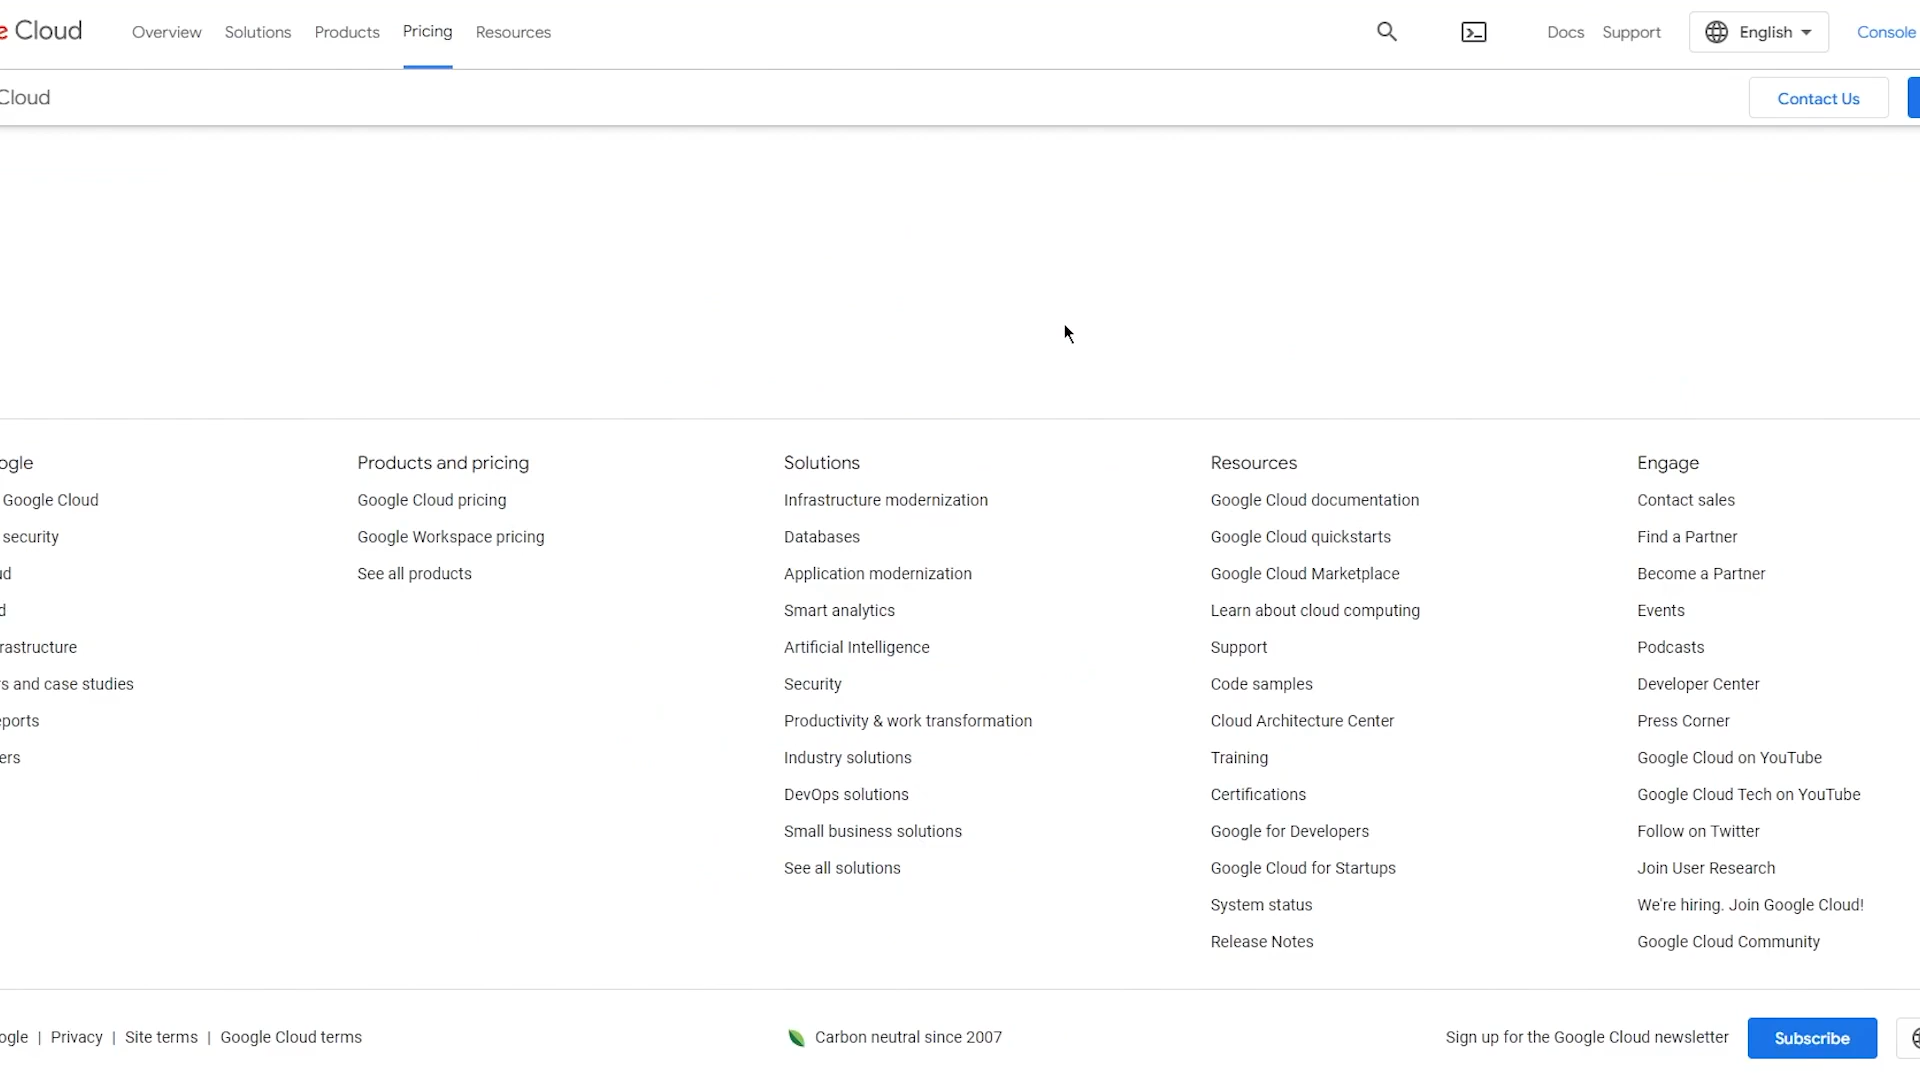 e Cloud
Overview Solutions Products Pricing Resources
Docs Support English Console
Cloud
Contact Us
ogle
Google Cloud
security
ud
d
rastructure
rs and case studies
eports
ers
Products and pricing
Google Cloud pricing
Google Workspace pricing
See all products
Solutions
Infrastructure modernization
Databases
Application modernization
Smart analytics
Artificial Intelligence
Security
Productivity & work transformation
Industry solutions
DevOps solutions
Small business solutions
See all solutions
Resources
Google Cloud documentation
Google Cloud quickstarts
Google Cloud Marketplace
Learn about cloud computing
Support
Code samples
Cloud Architecture Center
Training
Certifications
Google for Developers
Google Cloud for Startups
System status
Release Notes
Engage
Contact sales
Find a Partner
Become a Partner
Events
Podcasts
Developer Center
Press Corner
Google Cloud on YouTube
Google Cloud Tech on YouTube
Follow on Twitter
Join User Research
We're hiring. Join Google Cloud!
Google Cloud Community
ogle | Privacy | Site terms | Google Cloud terms
Carbon neutral since 2007
Sign up for the Google Cloud newsletter Subscribe